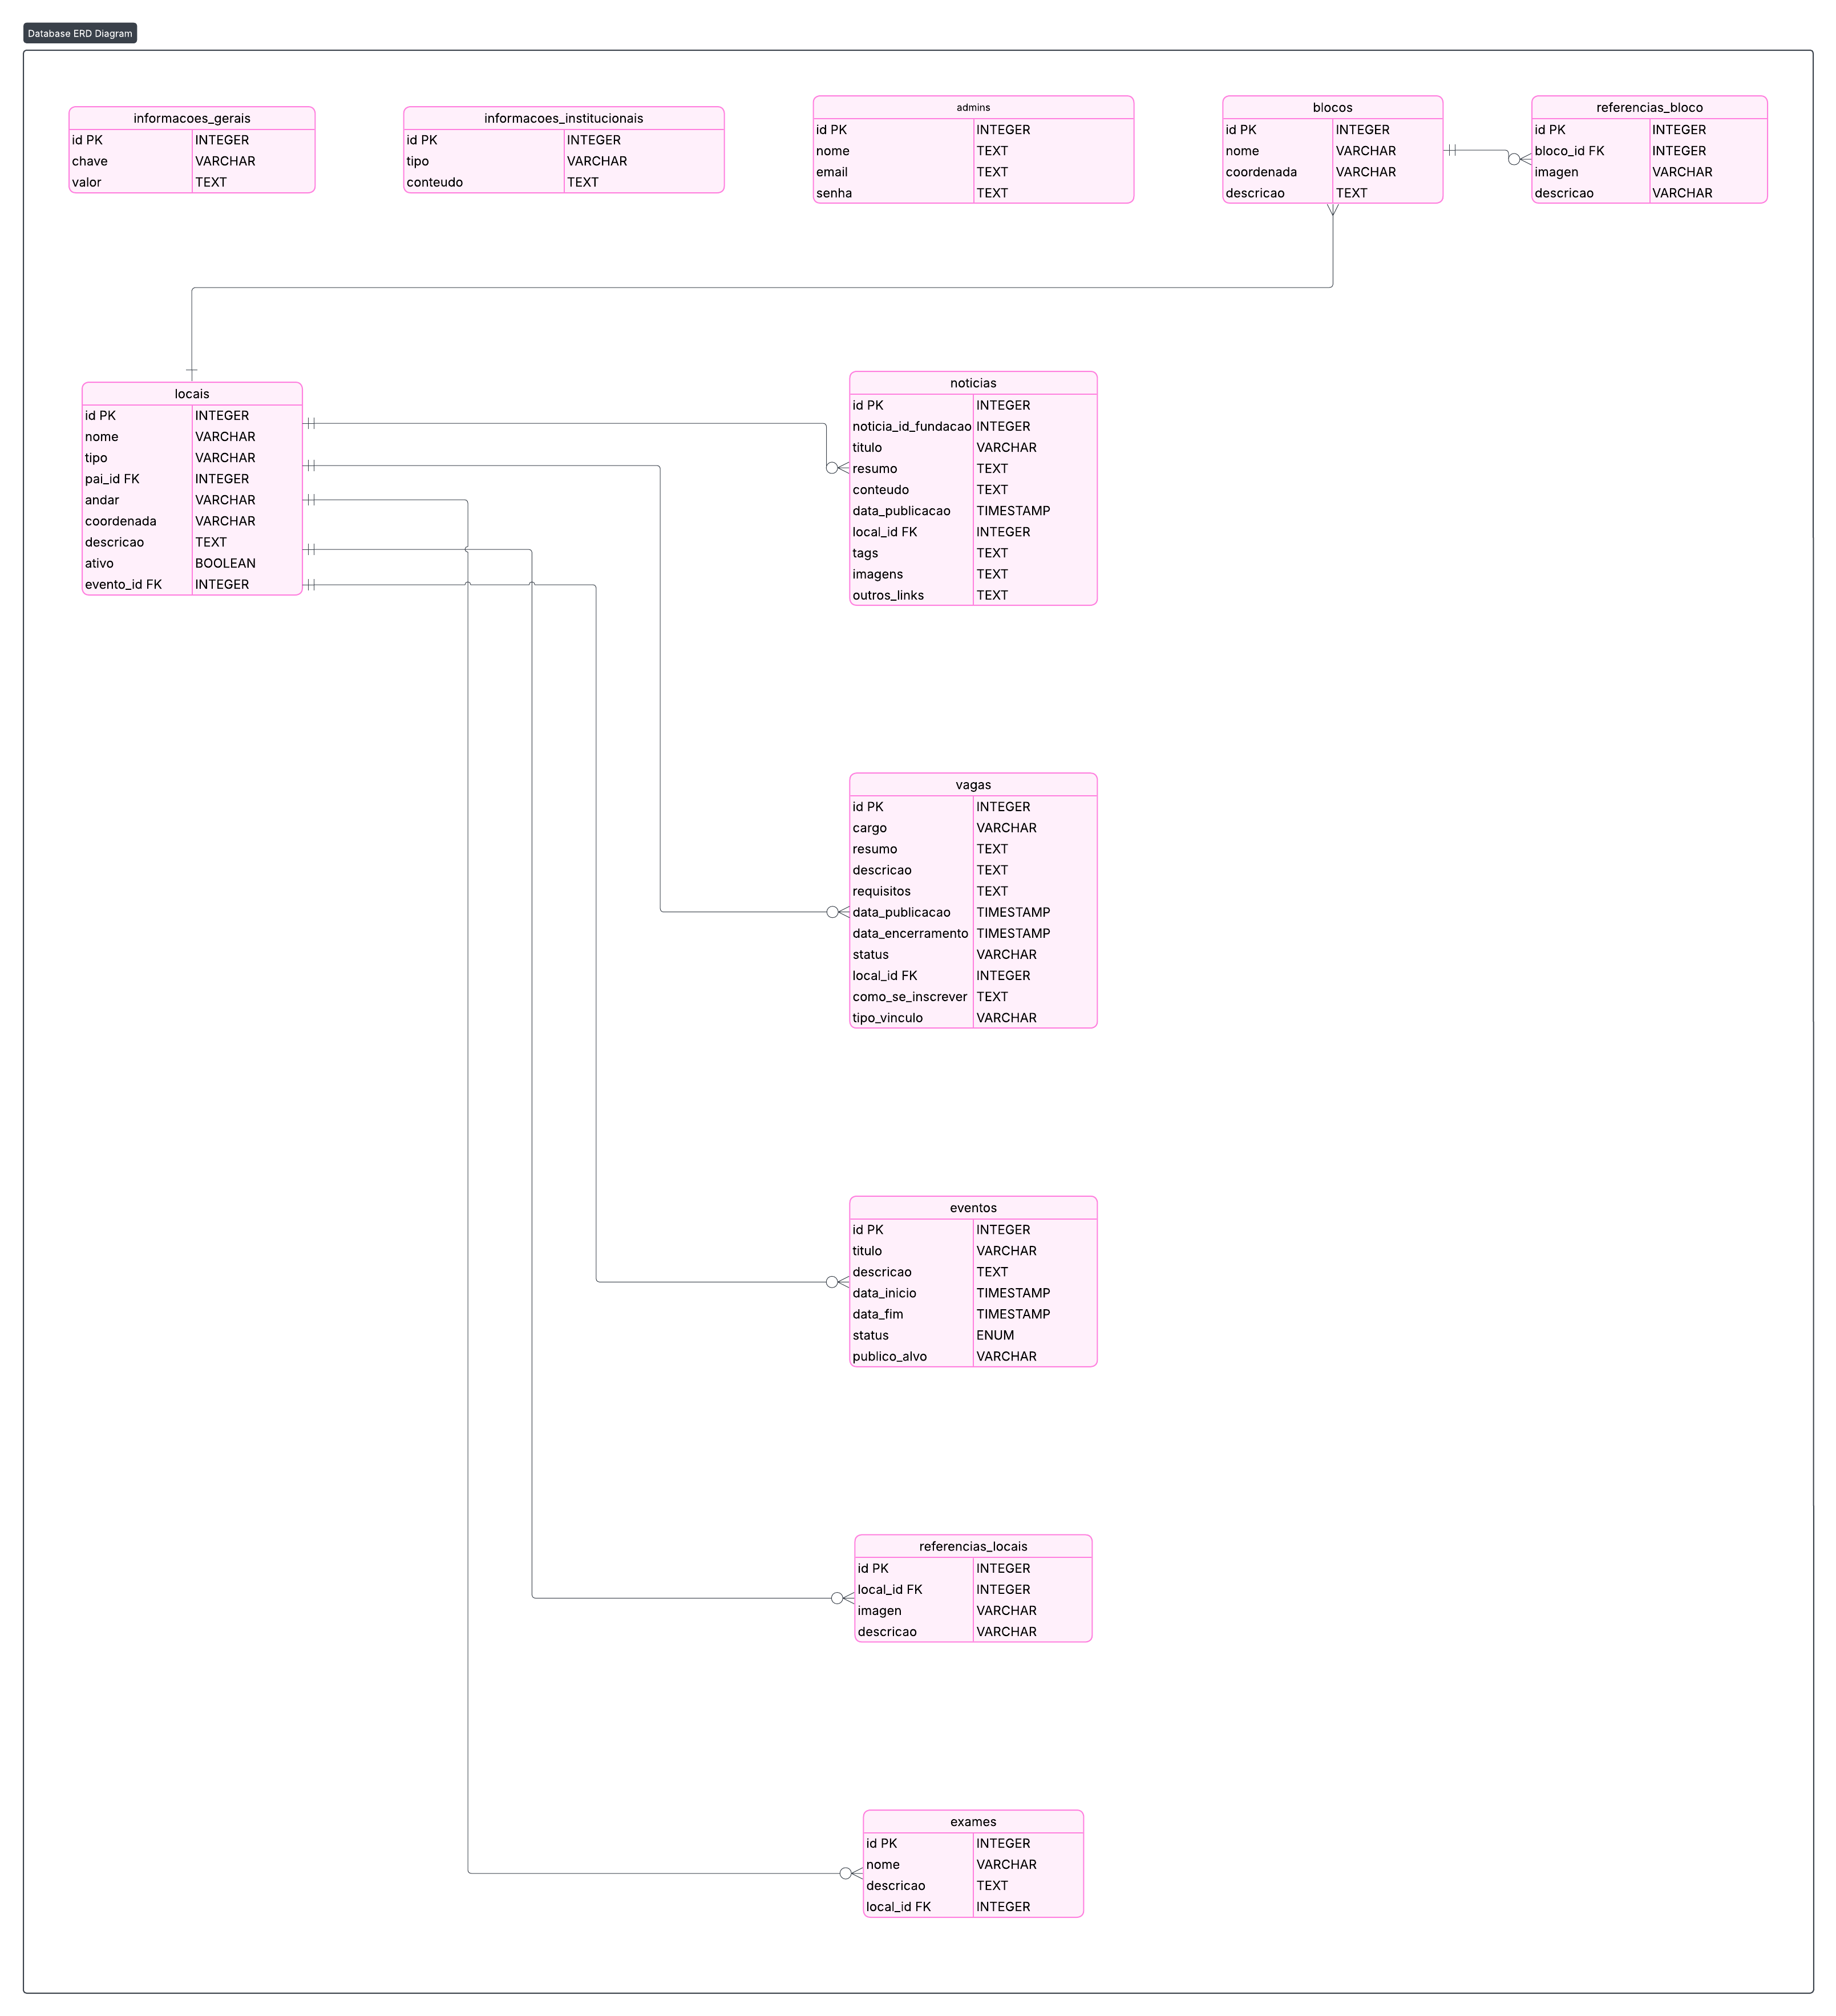 Database ERD Diagram
informacoes_gerais
id PK INTEGER
chave VARCHAR
valor TEXT
informacoes_institucionais
id PK INTEGER
tipo VARCHAR
conteudo TEXT
admins
id PK INTEGER
nome TEXT
email TEXT
senha TEXT
blocos
id PK INTEGER
nome VARCHAR
coordenada VARCHAR
descricao TEXT
referencias_bloco
id PK INTEGER
bloco_id FK INTEGER
imagen VARCHAR
descricao VARCHAR
locais
id PK INTEGER
nome VARCHAR
tipo VARCHAR
pai_id FK INTEGER
andar VARCHAR
coordenada VARCHAR
descricao TEXT
ativo BOOLEAN
evento_id FK INTEGER
noticias
id PK INTEGER
noticia_id_fundacao INTEGER
titulo VARCHAR
resumo TEXT
conteudo TEXT
data_publicacao TIMESTAMP
local_id FK INTEGER
tags TEXT
imagens TEXT
outros_links TEXT
vagas
id PK INTEGER
cargo VARCHAR
resumo TEXT
descricao TEXT
requisitos TEXT
data_publicacao TIMESTAMP
data_encerramento TIMESTAMP
status VARCHAR
local_id FK INTEGER
como_se_inscrever TEXT
tipo_vinculo VARCHAR
eventos
id PK INTEGER
titulo VARCHAR
descricao TEXT
data_inicio TIMESTAMP
data_fim TIMESTAMP
status ENUM
publico_alvo VARCHAR
referencias_locais
id PK INTEGER
local_id FK INTEGER
imagen VARCHAR
descricao VARCHAR
exames
id PK INTEGER
nome VARCHAR
descricao TEXT
local_id FK INTEGER